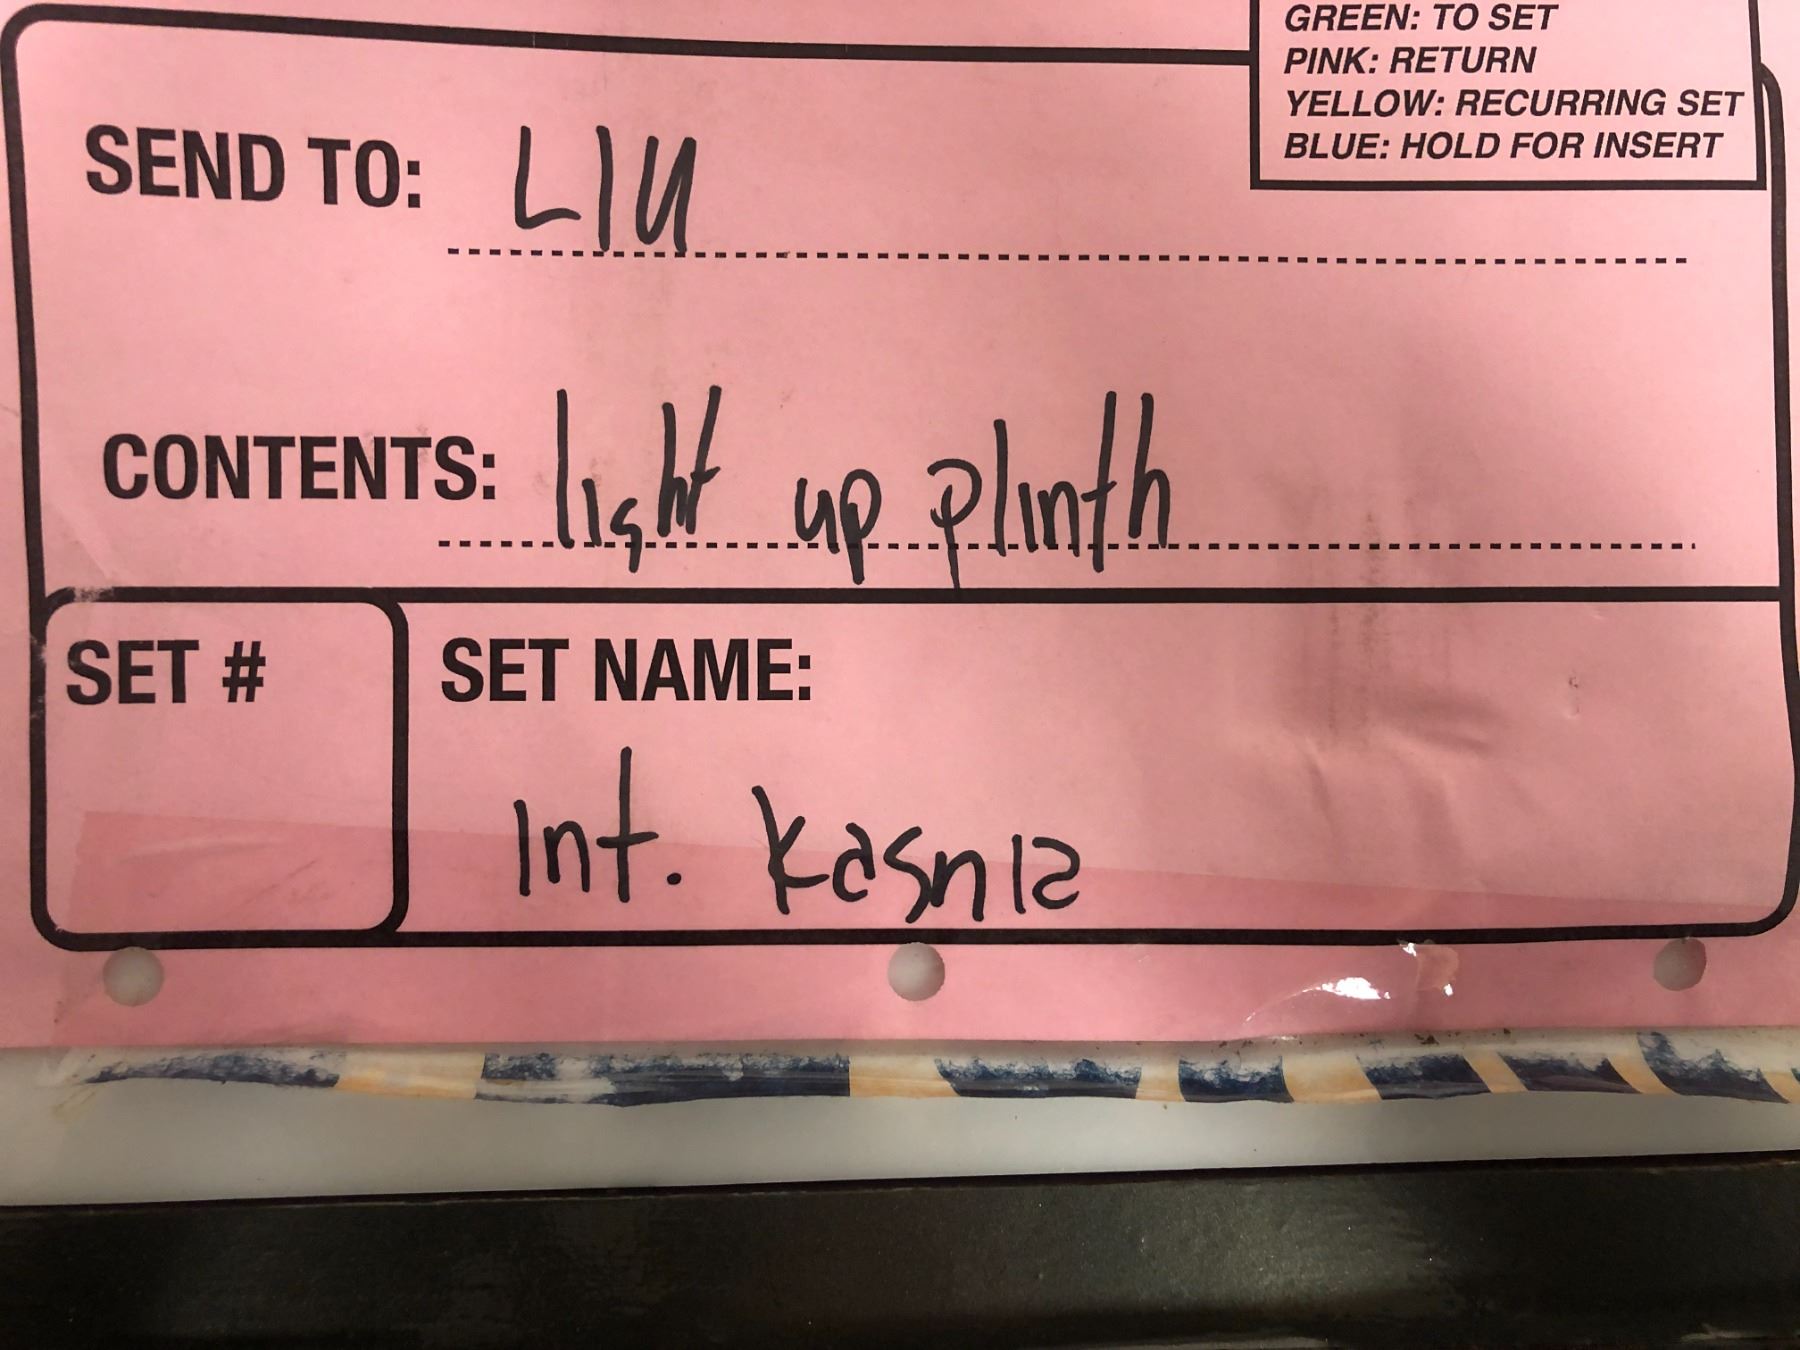 GREEN: TO SET
PINK: RETURN
YELLOW: RECURRING SET
BLUE: HOLD FOR INSERT
SEND TO: LIU
CONTENTS: light up plinth
SET #
SET NAME:
Int. Kasnia